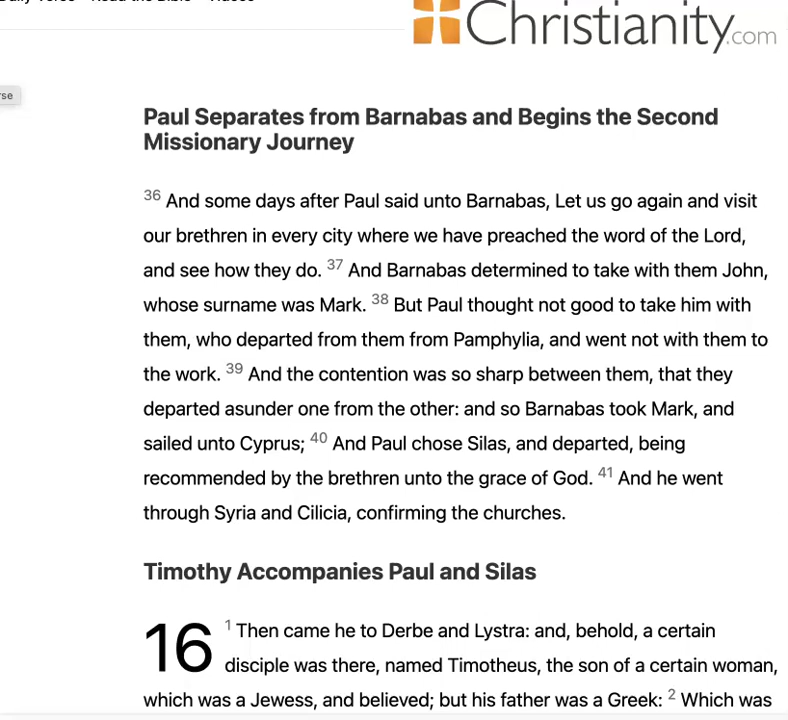 Christianity.com
rse
Paul Separates from Barnabas and Begins the Second
Missionary Journey
36 And some days after Paul said unto Barnabas, Let us go again and visit
our brethren in every city where we have preached the word of the Lord,
and see how they do. 37 And Barnabas determined to take with them John,
whose surname was Mark. 38 But Paul thought not good to take him with
them, who departed from them from Pamphylia, and went not with them to
the work. 39 And the contention was so sharp between them, that they
departed asunder one from the other: and so Barnabas took Mark, and
sailed unto Cyprus; 40 And Paul chose Silas, and departed, being
recommended by the brethren unto the grace of God. 41 And he went
through Syria and Cilicia, confirming the churches.
Timothy Accompanies Paul and Silas
16 1 Then came he to Derbe and Lystra: and, behold, a certain
disciple was there, named Timotheus, the son of a certain woman,
which was a Jewess, and believed; but his father was a Greek: 2 Which was